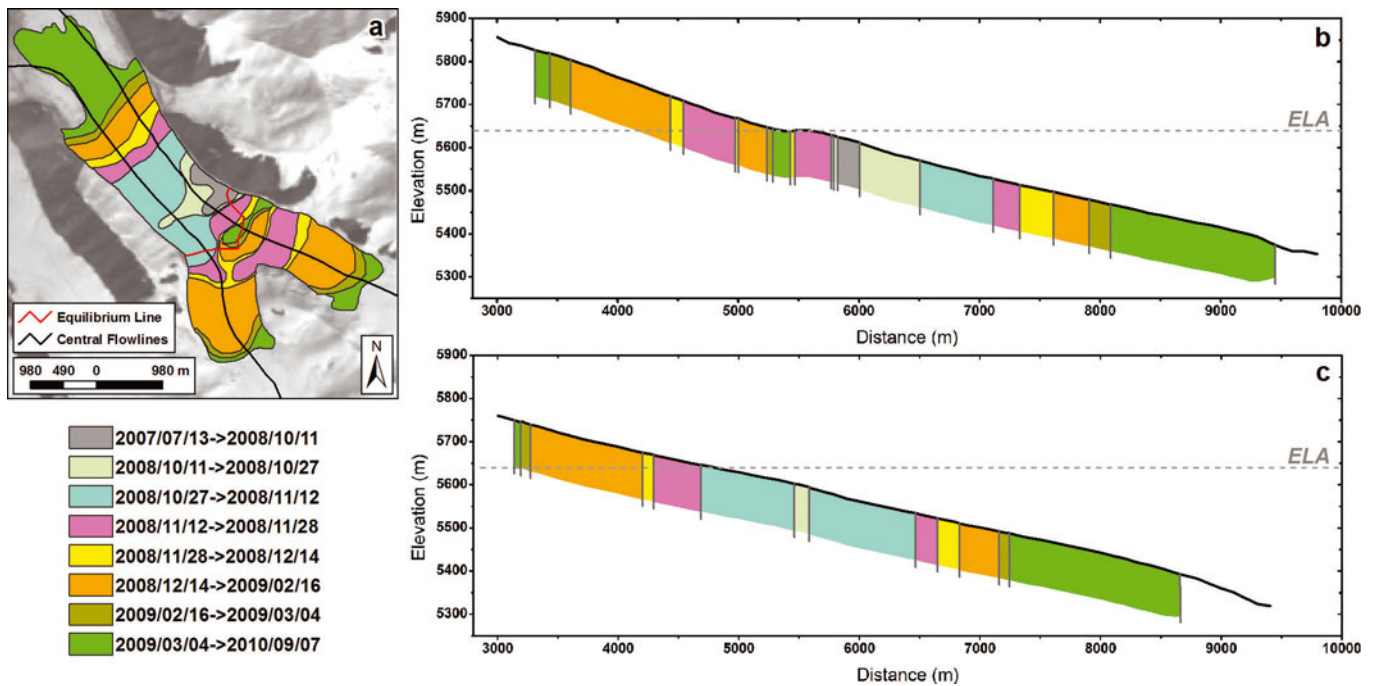 a
Equilibrium Line
Central Flowlines
N
980 490 0 980 m
2007/07/13->2008/10/11
2008/10/11->2008/10/27
2008/10/27->2008/11/12
2008/11/12->2008/11/28
2008/11/28->2008/12/14
2008/12/14->2009/02/16
2009/02/16->2009/03/04
2009/03/04->2010/09/07
b
5900
5800
5700
5600
5500
5400
5300
Elevation (m)
ELA
3000 4000 5000 6000 7000 8000 9000 10000
Distance (m)
c
5900
5800
5700
5600
5500
5400
5300
Elevation (m)
ELA
3000 4000 5000 6000 7000 8000 9000 10000
Distance (m)